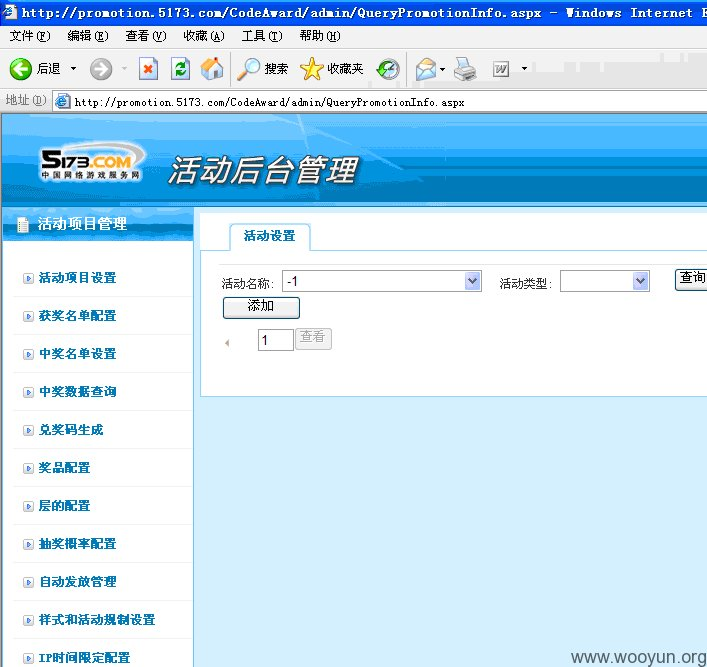 http://promotion.5173.com/CodeAward/admin/QueryPromotionInfo.aspx - Windows Internet E
文件(F) 编辑(E) 查看(V) 收藏(A) 工具(T) 帮助(H)
后退 搜索 收藏夹
地址(D) http://promotion.5173.com/CodeAward/admin/QueryPromotionInfo.aspx
5173.COM
中国网络游戏服务网
活动后台管理
活动项目管理
活动设置
活动项目设置
获奖名单配置
中奖名单设置
中奖数据查询
兑奖码生成
奖品配置
层的配置
抽奖概率配置
自动发放管理
样式和活动规制设置
IP时间限定配置
活动名称: -1 活动类型: 查询
添加
1 查看
www.wooyun.org